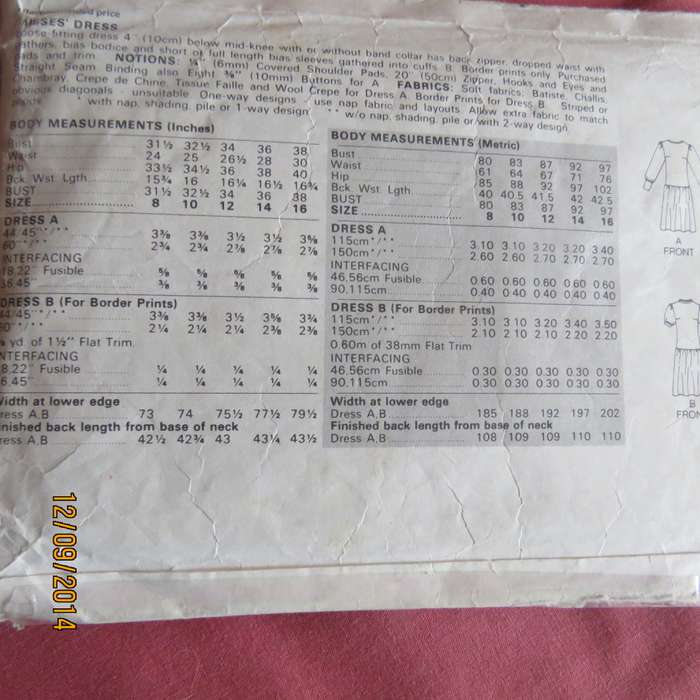 price
MISSES' DRESS
loose fitting dress 4" (10cm) below mid-knee with or without band collar has back zipper, dropped waist with
gathers, bias bodice and short or full length bias sleeves gathered into cuffs. B: Border prints only. Purchased
pads and trim. NOTIONS: ¼" (6mm) Covered Shoulder Pads, 20" (50cm) Zipper, Hooks and Eyes and
Straight Seam Binding also Eight ⅜" (10mm) Buttons for A. FABRICS: Soft fabrics: Batiste, Challis,
Chambray, Crepe de Chine, Tissue Faille and Wool Crepe for Dress A. Border Prints for Dress B. Striped or
obvious diagonals - unsuitable. One-way designs - use nap fabric and layouts. Allow extra fabric to match
plaids. * with nap, shading, pile or 1-way design. ** w/o nap, shading, pile or with 2-way design.
BODY MEASUREMENTS (Inches)
Bust 31½ 32½ 34 36 38
Waist 24 25 26½ 28 30
Hip 33½ 34½ 36 38 40
Bck. Wst. Lgth 15¾ 16 16¼ 16½ 16¾
BUST 31½ 32½ 34 36 38
SIZE 8 10 12 14 16
DRESS A
44/45"*/** 3⅜ 3⅜ 3½ 3½ 3⅝
60"*/** 2¾ 2¾ 2⅞ 2⅞ 2⅞
INTERFACING
18,22" Fusible ⅝ ⅝ ⅝ ⅝ ⅝
36,45" ⅜ ⅜ ⅜ ⅜ ⅜
DRESS B (For Border Prints)
44/45"*/** 3⅜ 3⅜ 3½ 3¾ 3¾
60"*/** 2¼ 2¼ 2¼ 2⅜ 2⅜
yd. of 1½" Flat Trim
INTERFACING
18,22" Fusible ¼ ¼ ¼ ¼ ¼
36,45" ¼ ¼ ¼ ¼ ¼
Width at lower edge
Dress A,B 73 74 75½ 77½ 79½
Finished back length from base of neck
Dress A,B 42½ 42¾ 43 43¼ 43½
BODY MEASUREMENTS (Metric)
Bust 80 83 87 92 97
Waist 61 64 67 71 76
Hip 85 88 92 97 102
Bck. Wst. Lgth 40 40.5 41.5 42 42.5
BUST 80 83 87 92 97
SIZE 8 10 12 14 16
DRESS A
115cm*/** 3.10 3.10 3.20 3.20 3.40
150cm*/** 2.60 2.60 2.70 2.70 2.70
INTERFACING
46,56cm Fusible 0.60 0.60 0.60 0.60 0.60
90,115cm 0.40 0.40 0.40 0.40 0.40
DRESS B (For Border Prints)
115cm*/** 3.10 3.10 3.20 3.40 3.50
150cm*/** 2.10 2.10 2.10 2.20 2.20
0.60m of 38mm Flat Trim
INTERFACING
46,56cm Fusible 0.30 0.30 0.30 0.30 0.30
90,115cm 0.30 0.30 0.30 0.30 0.30
Width at lower edge
Dress A,B 185 188 192 197 202
Finished back length from base of neck
Dress A,B 108 109 109 110 110
A
FRONT
B
FRON
12/09/2014